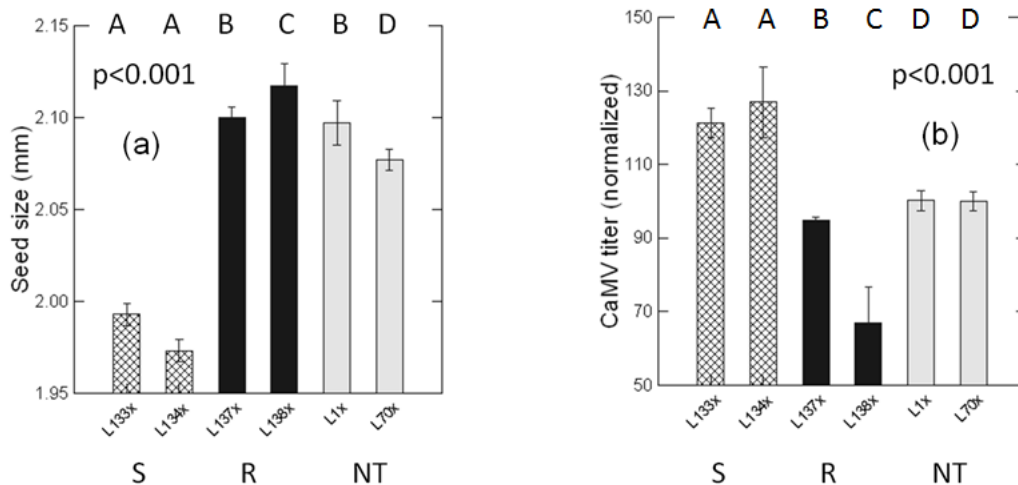 A A B C B D
p<0.001
(a)
Seed size (mm)
2.15
2.10
2.05
2.00
1.95
L133x L134x L137x L138x L1x L70x
S R NT
A A B C D D
p<0.001
(b)
CaMV titer (normalized)
150
130
110
90
70
50
L133x L134x L137x L138x L1x L70x
S R NT